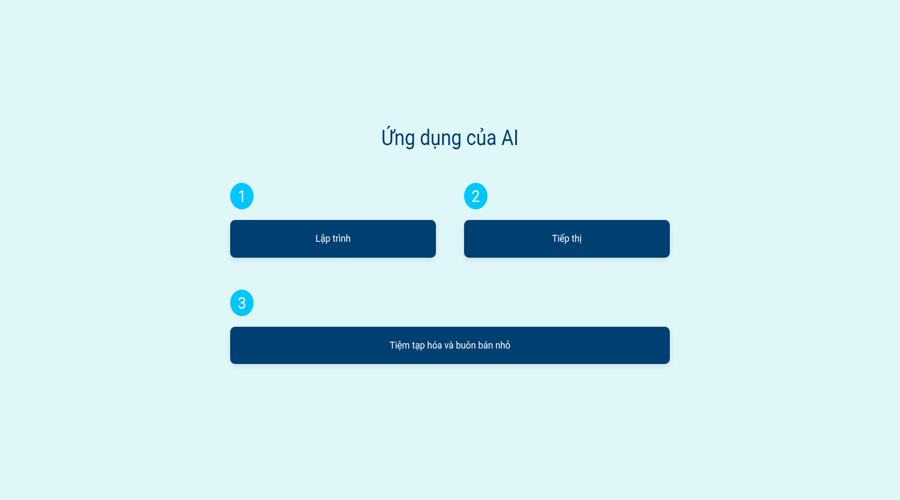 Ứng dụng của AI
1
Lập trình
2
Tiếp thị
3
Tiệm tạp hóa và buôn bán nhỏ